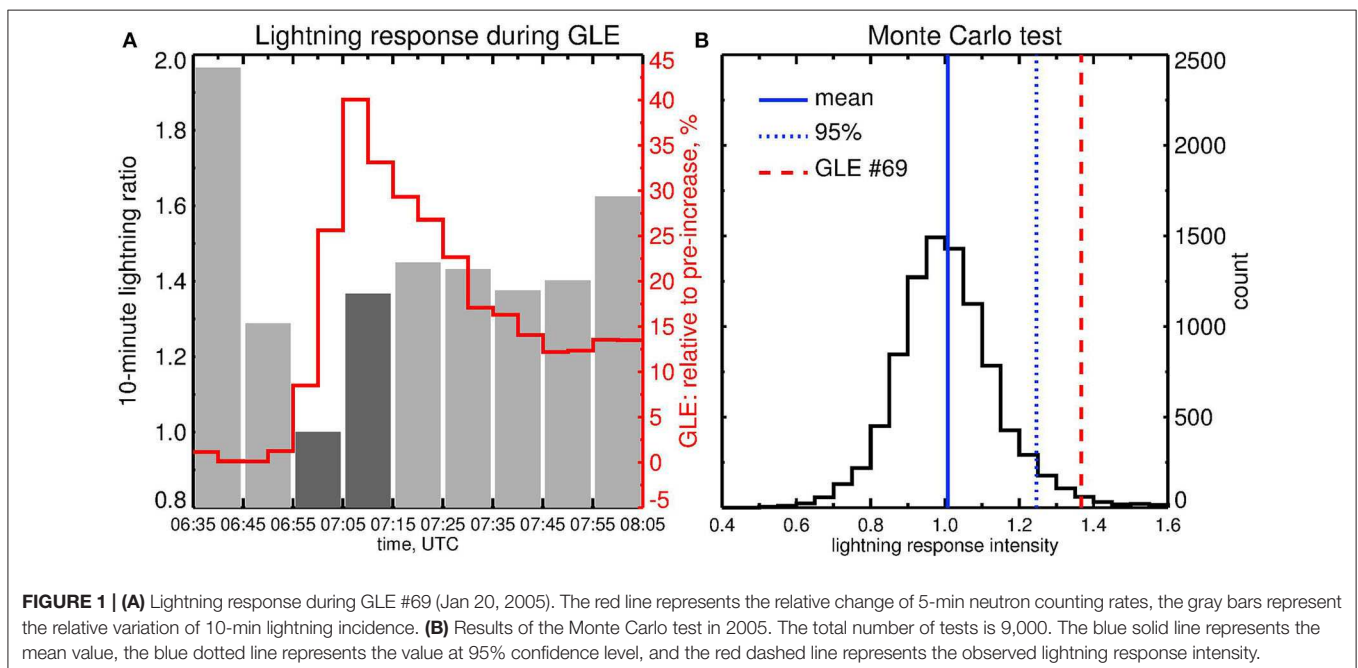 A Lightning response during GLE
2.0
1.8
1.6
1.4
1.2
1.0
0.8
10-minute lightning ratio
45
40
35
30
25
20
15
10
5
0
-5
GLE: relative to pre-increase, %
06:35 06:45 06:55 07:05 07:15 07:25 07:35 07:45 07:55 08:05
time, UTC
B Monte Carlo test
mean
95%
GLE #69
2500
2000
1500
1000
500
0
count
0.4 0.6 0.8 1.0 1.2 1.4 1.6
lightning response intensity
FIGURE 1 | (A) Lightning response during GLE #69 (Jan 20, 2005). The red line represents the relative change of 5-min neutron counting rates, the gray bars represent
the relative variation of 10-min lightning incidence. (B) Results of the Monte Carlo test in 2005. The total number of tests is 9,000. The blue solid line represents the
mean value, the blue dotted line represents the value at 95% confidence level, and the red dashed line represents the observed lightning response intensity.